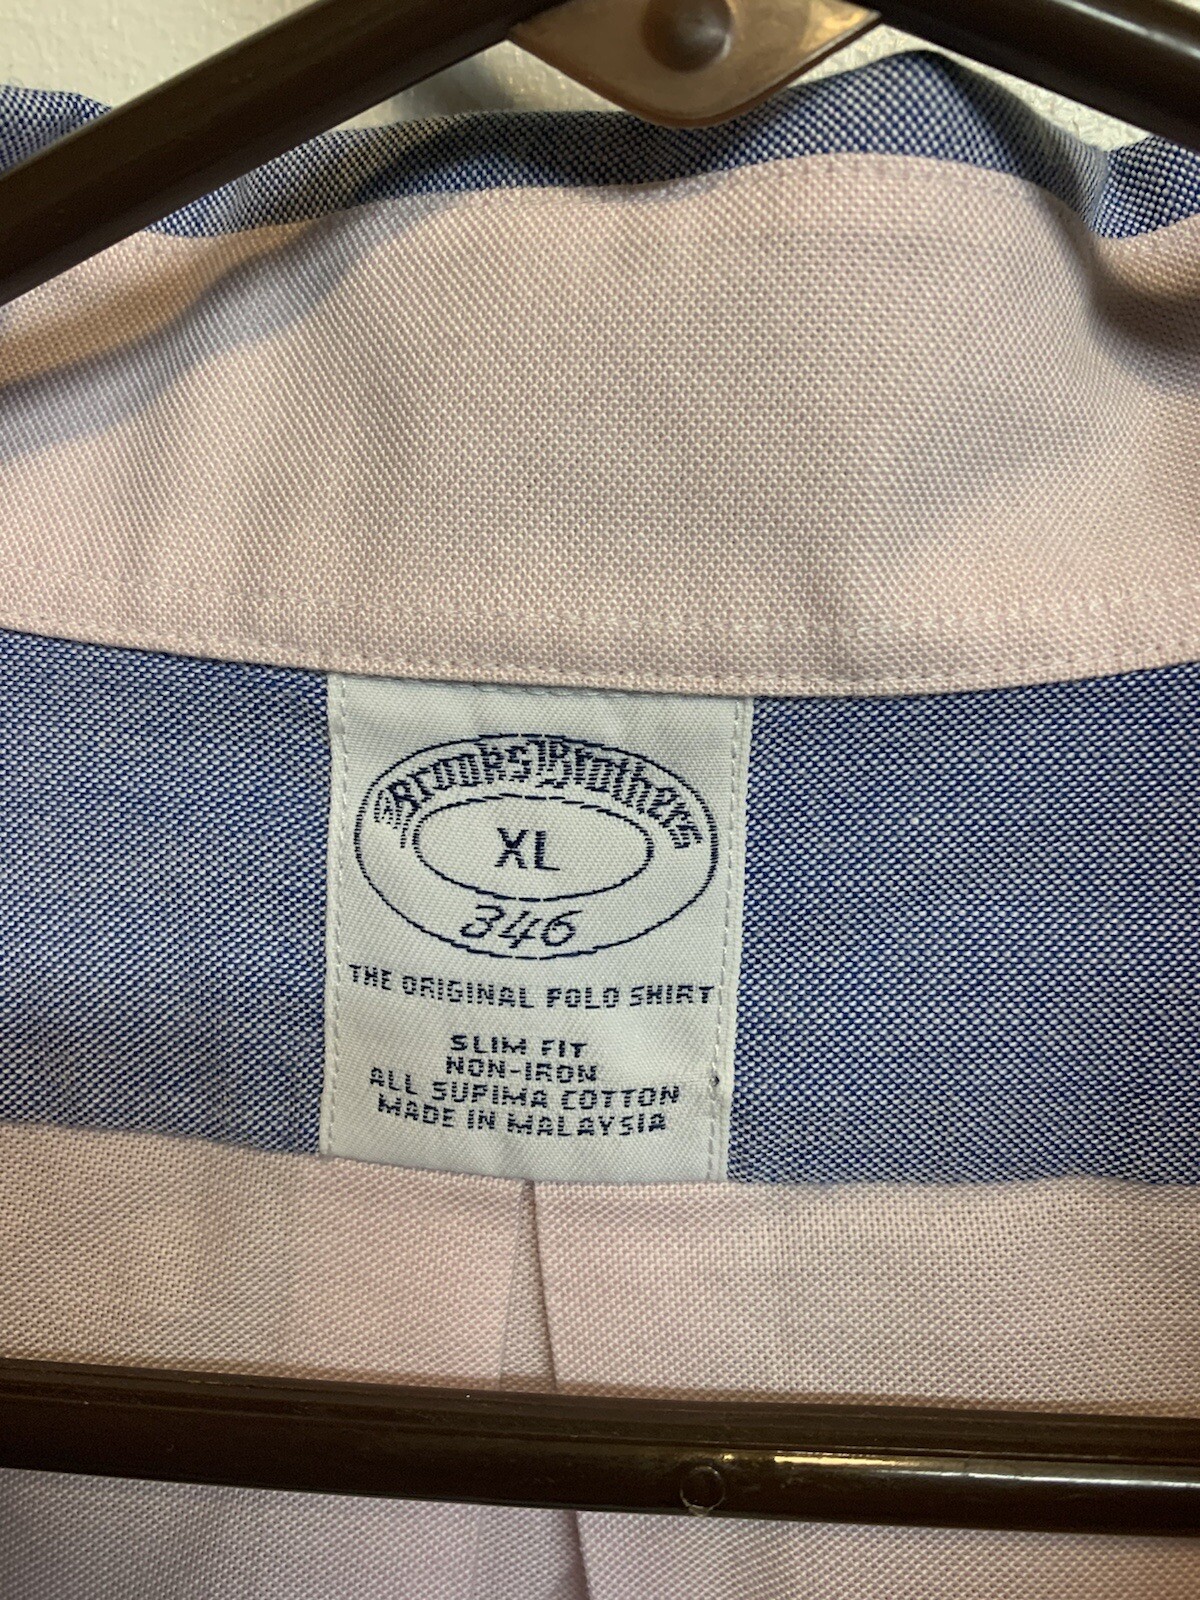 Brooks Brothers
XL
346
THE ORIGINAL POLO SHIRT
SLIM FIT
NON-IRON
ALL SUPIMA COTTON
MADE IN MALAYSIA